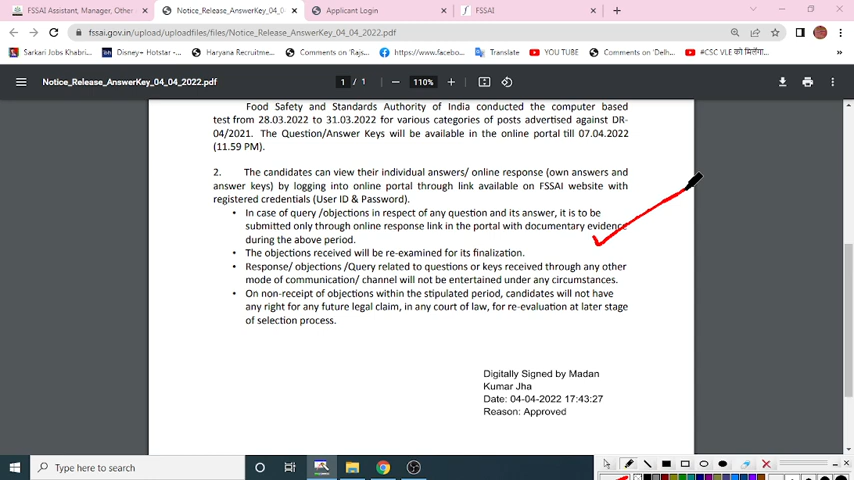 FSSAI Assistant, Manager, Other
Notice_Release_AnswerKey_04_04
Applicant Login
FSSAI
fssai.gov.in/upload/uploadfiles/files/Notice_Release_AnswerKey_04_04_2022.pdf
Sarkari Jobs Khabri...
Disney+ Hotstar -...
Haryana Recruitme...
Comments on 'Rajs...
https://www.facebo...
Translate
YOU TUBE
Comments on 'Delh...
#CSC VLE को मिलेंगा...
Notice_Release_AnswerKey_04_04_2022.pdf
1 / 1
110%
Food Safety and Standards Authority of India conducted the computer based
test from 28.03.2022 to 31.03.2022 for various categories of posts advertised against DR-
04/2021. The Question/Answer Keys will be available in the online portal till 07.04.2022
(11.59 PM).
2. The candidates can view their individual answers/ online response (own answers and
answer keys) by logging into online portal through link available on FSSAI website with
registered credentials (User ID & Password).
• In case of query /objections in respect of any question and its answer, it is to be
submitted only through online response link in the portal with documentary evidence
during the above period.
• The objections received will be re-examined for its finalization.
• Response/ objections /Query related to questions or keys received through any other
mode of communication/ channel will not be entertained under any circumstances.
• On non-receipt of objections within the stipulated period, candidates will not have
any right for any future legal claim, in any court of law, for re-evaluation at later stage
of selection process.
Digitally Signed by Madan
Kumar Jha
Date: 04-04-2022 17:43:27
Reason: Approved
Type here to search